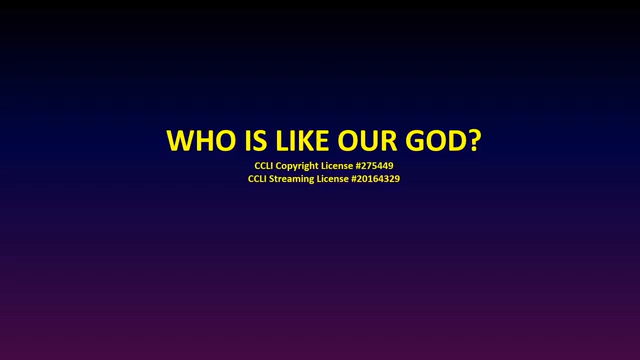 WHO IS LIKE OUR GOD?
CCLI Copyright License #275449
CCLI Streaming License #20164329